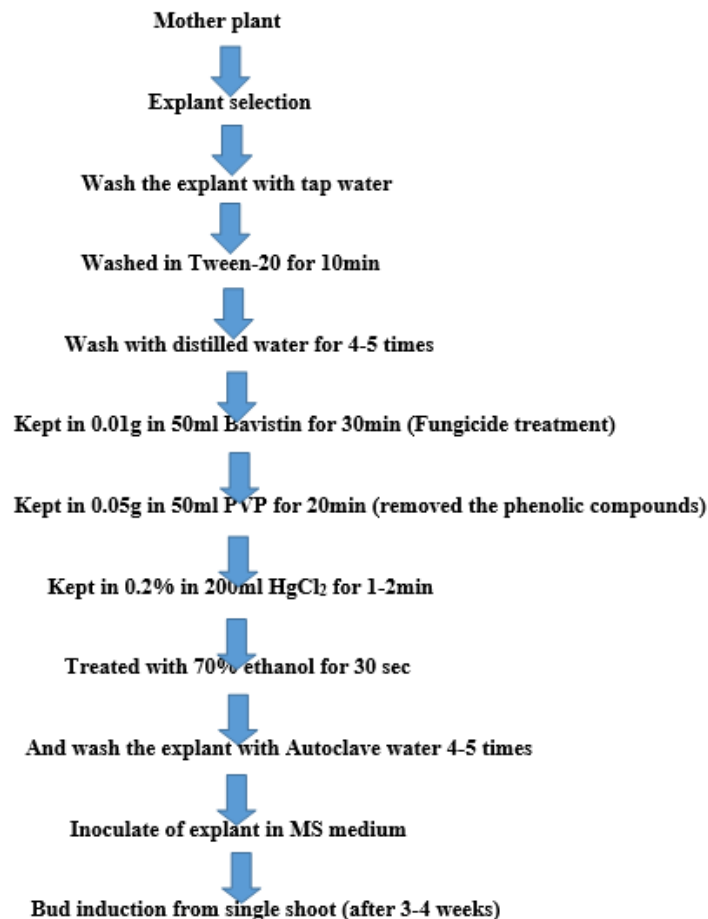 Mother plant
Explant selection
Wash the explant with tap water
Washed in Tween-20 for 10min
Wash with distilled water for 4-5 times
Kept in 0.01g in 50ml Bavistin for 30min (Fungicide treatment)
Kept in 0.05g in 50ml PVP for 20min (removed the phenolic compounds)
Kept in 0.2% in 200ml HgCl₂ for 1-2min
Treated with 70% ethanol for 30 sec
And wash the explant with Autoclave water 4-5 times
Inoculate of explant in MS medium
Bud induction from single shoot (after 3-4 weeks)